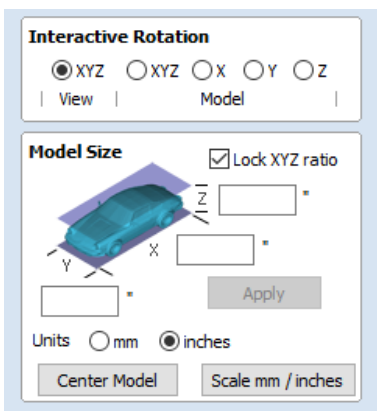 Interactive Rotation
XYZ XYZ X Y Z
| View | Model |
Model Size
Lock XYZ ratio
Z "
X "
Y "
Apply
Units mm inches
Center Model Scale mm / inches